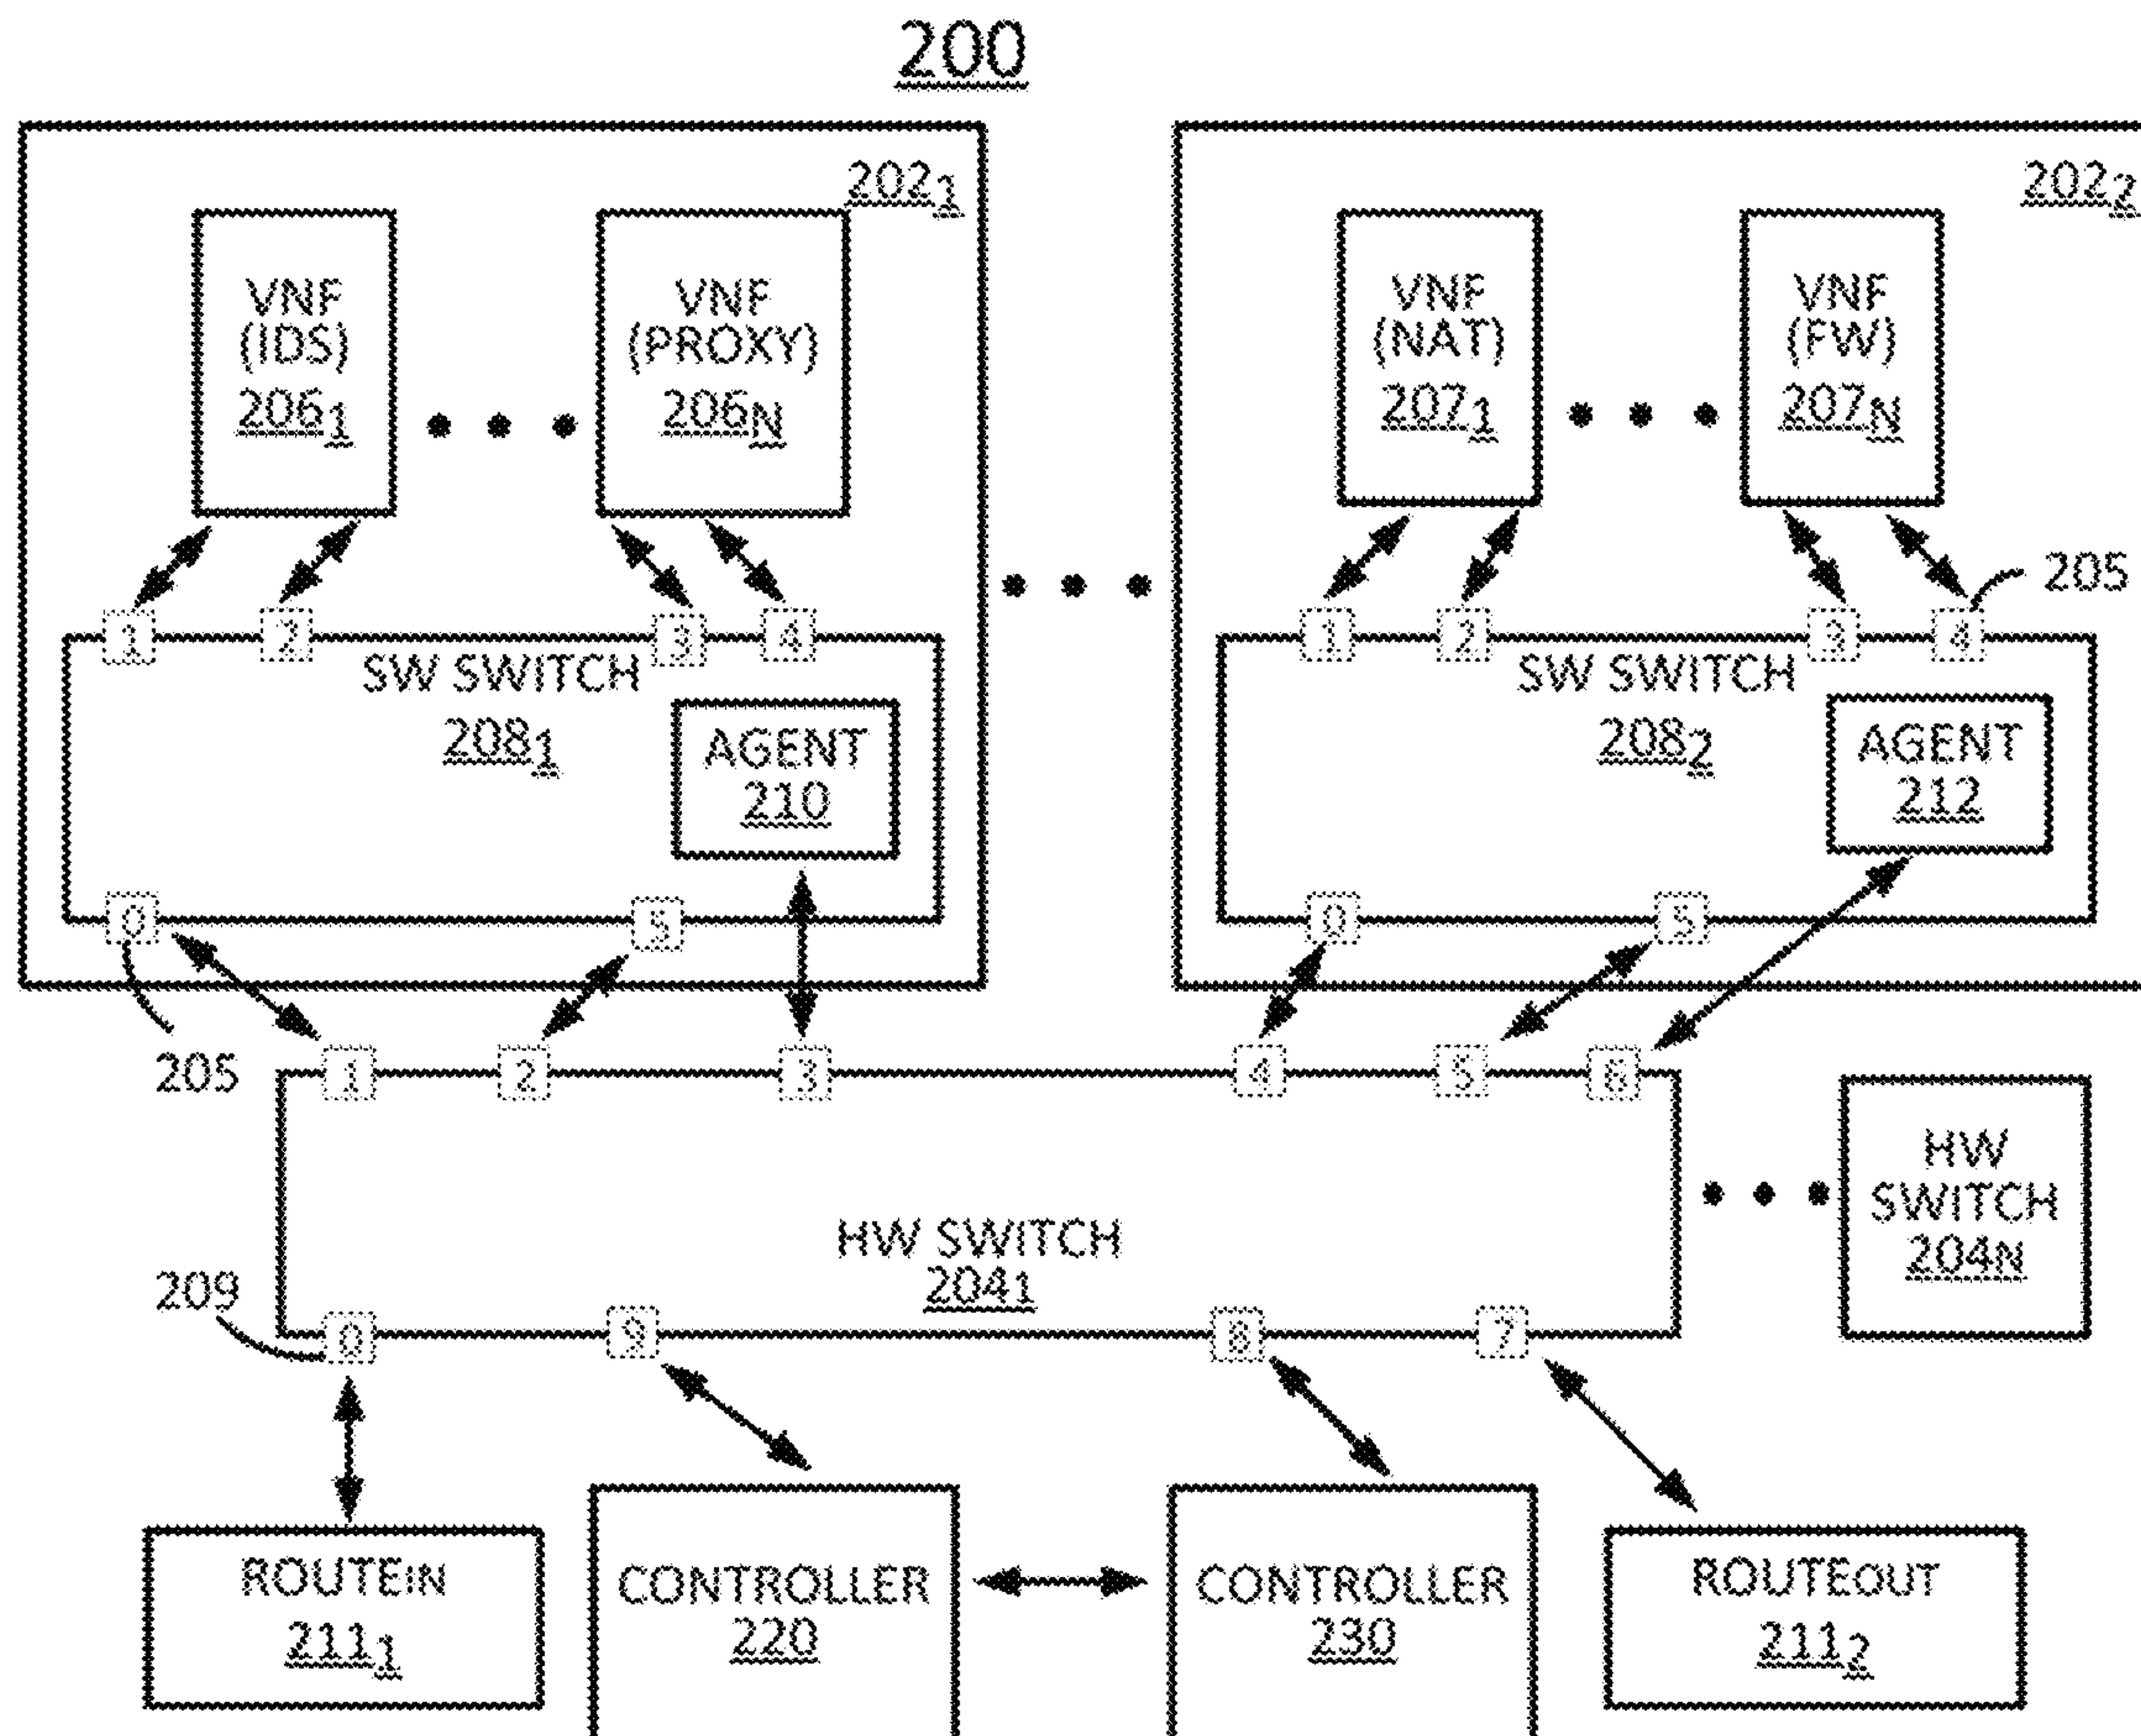 200
202₁
VNF
(IDS)
206₁
VNF
(PROXY)
206N
1
2
3
4
SW SWITCH
208₁
AGENT
210
0
5
205
202₂
VNF
(NAT)
207₁
VNF
(FW)
207N
205
1
2
3
4
SW SWITCH
208₂
AGENT
212
0
5
1
2
3
4
5
6
HW SWITCH
204₁
209
0
9
8
7
HW
SWITCH
204N
ROUTEIN
211₁
CONTROLLER
220
CONTROLLER
230
ROUTEOUT
211₂